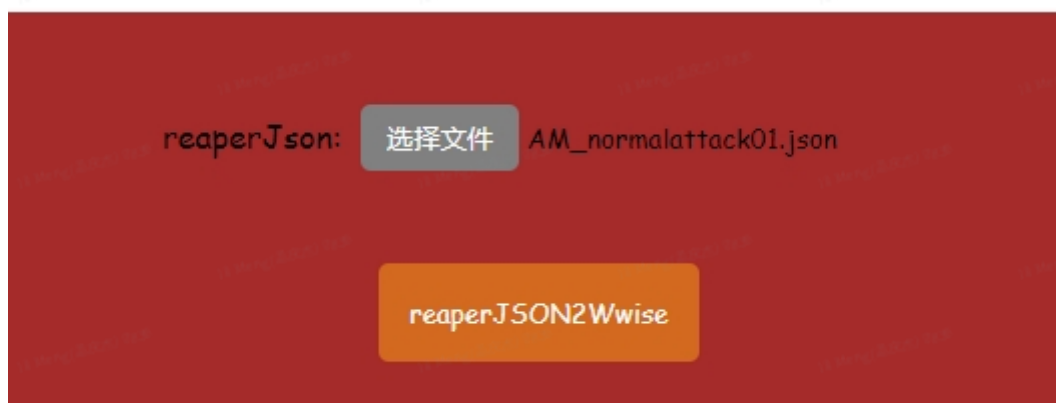 reaperJson: 选择文件 AM_normalattack01.json
reaperJSON2Wwise